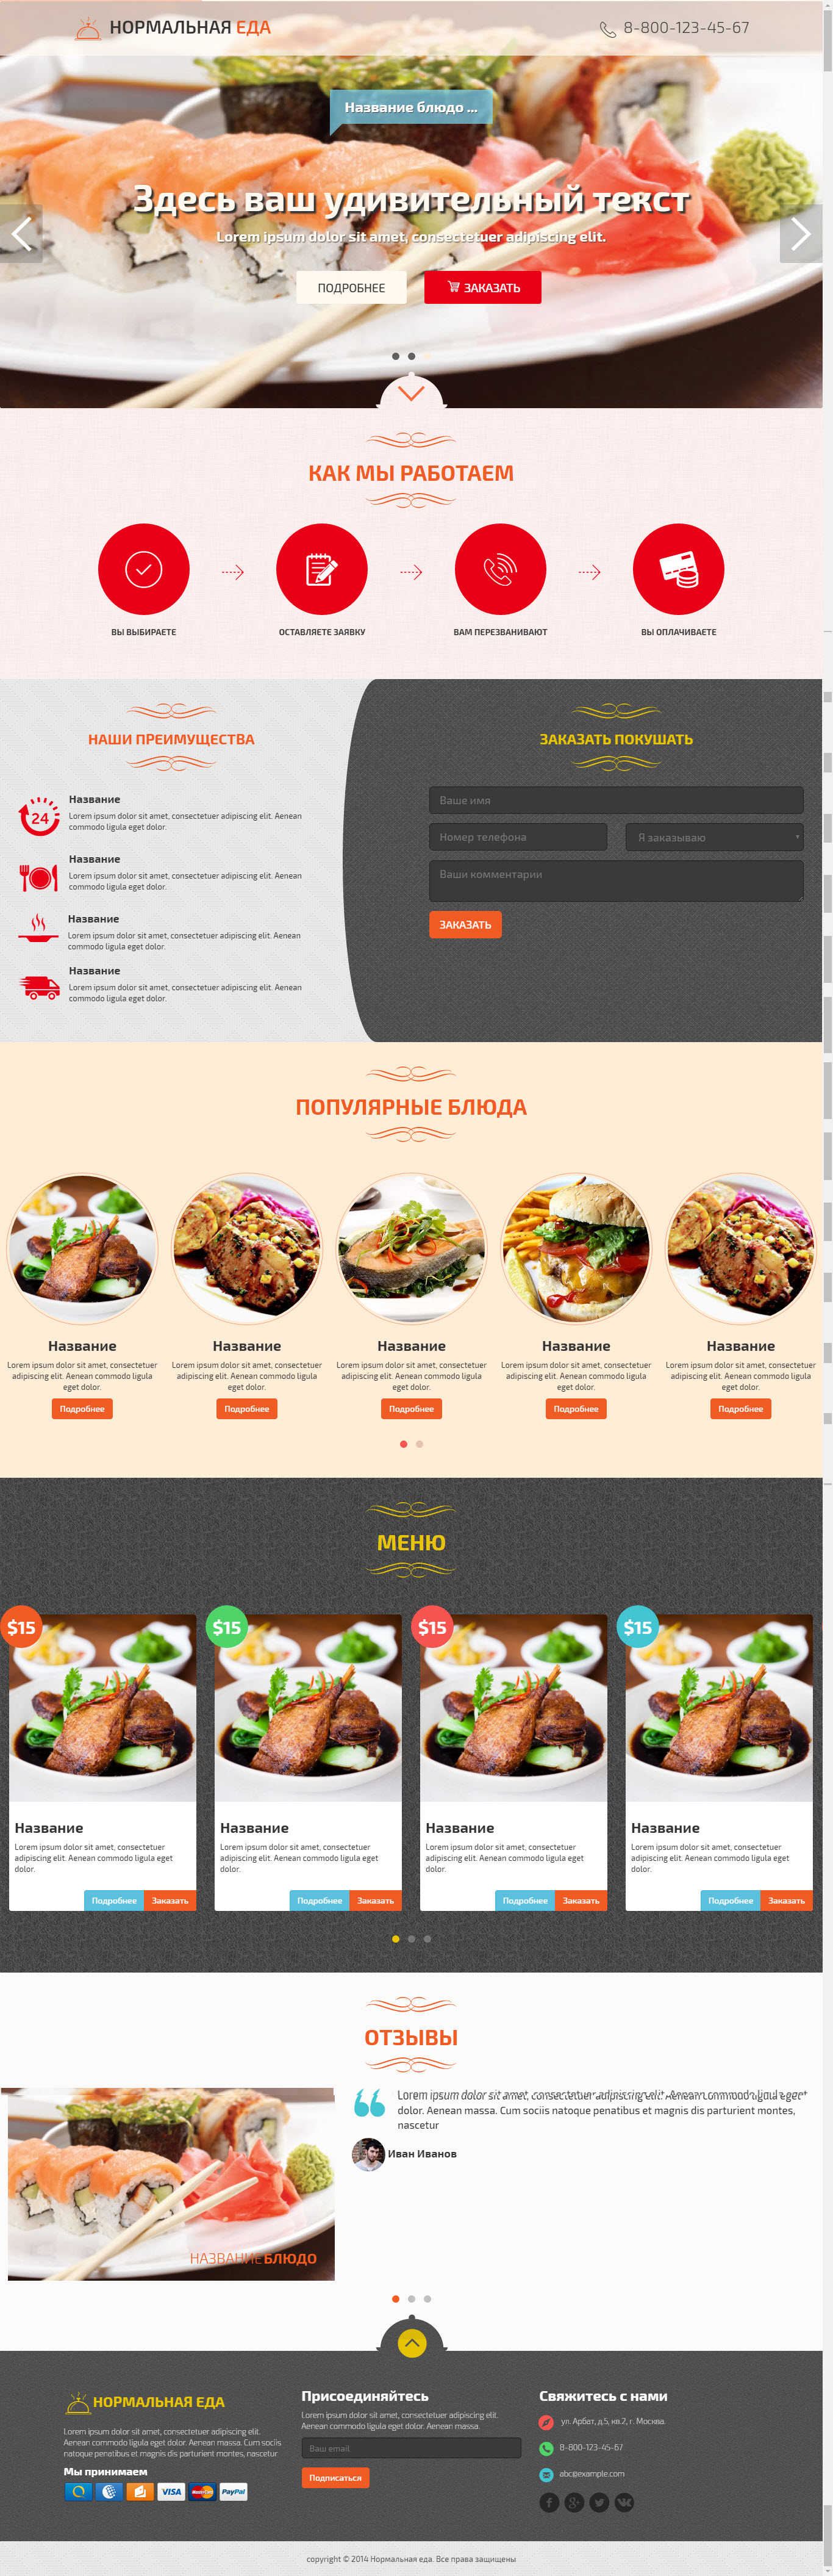 НОРМАЛЬНАЯ ЕДА
8-800-123-45-67
Название блюдо ...
Здесь ваш удивительный текст
Lorem ipsum dolor sit amet, consectetuer adipiscing elit.
ПОДРОБНЕЕ
ЗАКАЗАТЬ
КАК МЫ РАБОТАЕМ
ВЫ ВЫБИРАЕТЕ
ОСТАВЛЯЕТЕ ЗАЯВКУ
ВАМ ПЕРЕЗВАНИВАЮТ
ВЫ ОПЛАЧИВАЕТЕ
НАШИ ПРЕИМУЩЕСТВА
24
Название
Lorem ipsum dolor sit amet, consectetuer adipiscing elit. Aenean
commodo ligula eget dolor.
Название
Lorem ipsum dolor sit amet, consectetuer adipiscing elit. Aenean
commodo ligula eget dolor.
Название
Lorem ipsum dolor sit amet, consectetuer adipiscing elit. Aenean
commodo ligula eget dolor.
Название
Lorem ipsum dolor sit amet, consectetuer adipiscing elit. Aenean
commodo ligula eget dolor.
ЗАКАЗАТЬ ПОКУШАТЬ
Ваше имя
Номер телефона
Я заказываю
Ваши комментарии
ЗАКАЗАТЬ
ПОПУЛЯРНЫЕ БЛЮДА
Название
Lorem ipsum dolor sit amet, consectetuer
adipiscing elit. Aenean commodo ligula
eget dolor.
Подробнее
Название
Lorem ipsum dolor sit amet, consectetuer
adipiscing elit. Aenean commodo ligula
eget dolor.
Подробнее
Название
Lorem ipsum dolor sit amet, consectetuer
adipiscing elit. Aenean commodo ligula
eget dolor.
Подробнее
Название
Lorem ipsum dolor sit amet, consectetuer
adipiscing elit. Aenean commodo ligula
eget dolor.
Подробнее
Название
Lorem ipsum dolor sit amet, consectetuer
adipiscing elit. Aenean commodo ligula
eget dolor.
Подробнее
МЕНЮ
$15
Название
Lorem ipsum dolor sit amet, consectetuer
adipiscing elit. Aenean commodo ligula eget
dolor.
Подробнее
Заказать
$15
Название
Lorem ipsum dolor sit amet, consectetuer
adipiscing elit. Aenean commodo ligula eget
dolor.
Подробнее
Заказать
$15
Название
Lorem ipsum dolor sit amet, consectetuer
adipiscing elit. Aenean commodo ligula eget
dolor.
Подробнее
Заказать
$15
Название
Lorem ipsum dolor sit amet, consectetuer
adipiscing elit. Aenean commodo ligula eget
dolor.
Подробнее
Заказать
ОТЗЫВЫ
НАЗВАНИЕ БЛЮДО
Lorem ipsum dolor sit amet, consectetuer adipiscing elit. Aenean commodo ligula eget
dolor. Aenean massa. Cum sociis natoque penatibus et magnis dis parturient montes,
nascetur
Иван Иванов
НОРМАЛЬНАЯ ЕДА
Lorem ipsum dolor sit amet, consectetuer adipiscing elit.
Aenean commodo ligula eget dolor. Aenean massa. Cum sociis
natoque penatibus et magnis dis parturient montes, nascetur
Мы принимаем
VISA
MasterCard
PayPal
Присоединяйтесь
Lorem ipsum dolor sit amet, consectetuer adipiscing elit.
Aenean commodo ligula eget dolor. Aenean massa.
Ваш email
Подписаться
Свяжитесь с нами
ул. Арбат, д.5, кв.2, г. Москва.
8-800-123-45-67
abc@example.com
copyright © 2014 Нормальная еда. Все права защищены